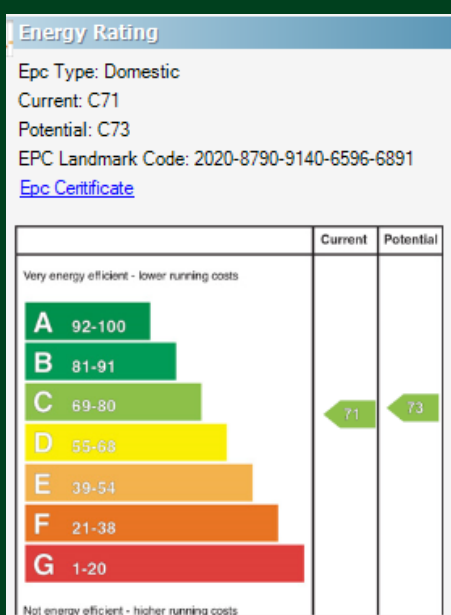 Energy Rating
Epc Type: Domestic
Current: C71
Potential: C73
EPC Landmark Code: 2020-8790-9140-6596-6891
Epc Ceritificate
Current Potential
Very energy efficient - lower running costs
A 92-100
B 81-91
C 69-80 71 73
D 55-68
E 39-54
F 21-38
G 1-20
Not energy efficient - higher running costs